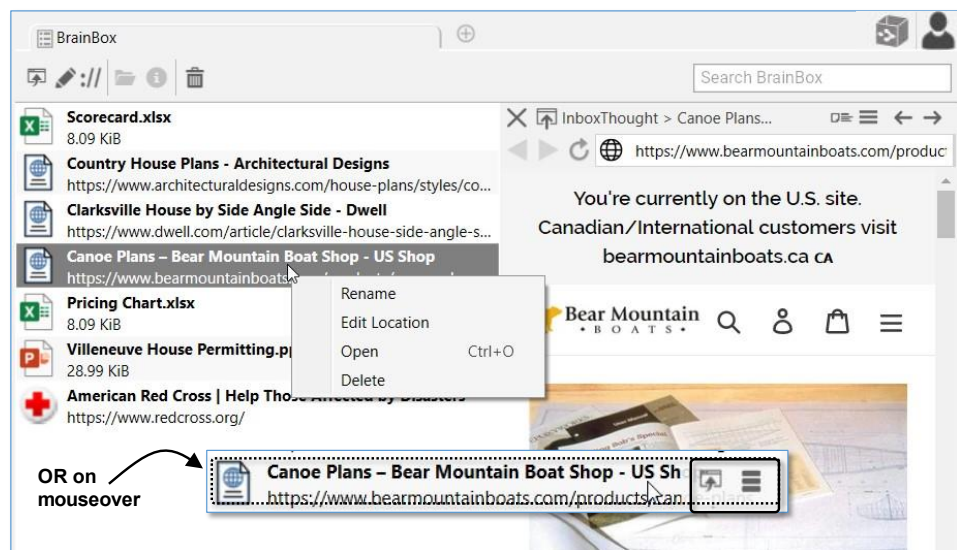 BrainBox
://
Search BrainBox
Scorecard.xlsx
8.09 KiB
Country House Plans - Architectural Designs
https://www.architecturaldesigns.com/house-plans/styles/co...
Clarksville House by Side Angle Side - Dwell
https://www.dwell.com/article/clarksville-house-side-angle-s...
Canoe Plans – Bear Mountain Boat Shop - US Shop
https://www.bearmountainboats
Pricing Chart.xlsx
8.09 KiB
Villeneuve House Permitting.p
28.99 KiB
American Red Cross | Help Those Affected by Disasters
https://www.redcross.org/
Rename
Edit Location
Open Ctrl+O
Delete
OR on
mouseover
Canoe Plans – Bear Mountain Boat Shop - US Sh
https://www.bearmountainboats.com/products/can
InboxThought > Canoe Plans...
https://www.bearmountainboats.com/produc
You're currently on the U.S. site.
Canadian/International customers visit
bearmountainboats.ca CA
Bear Mountain
• BOATS •